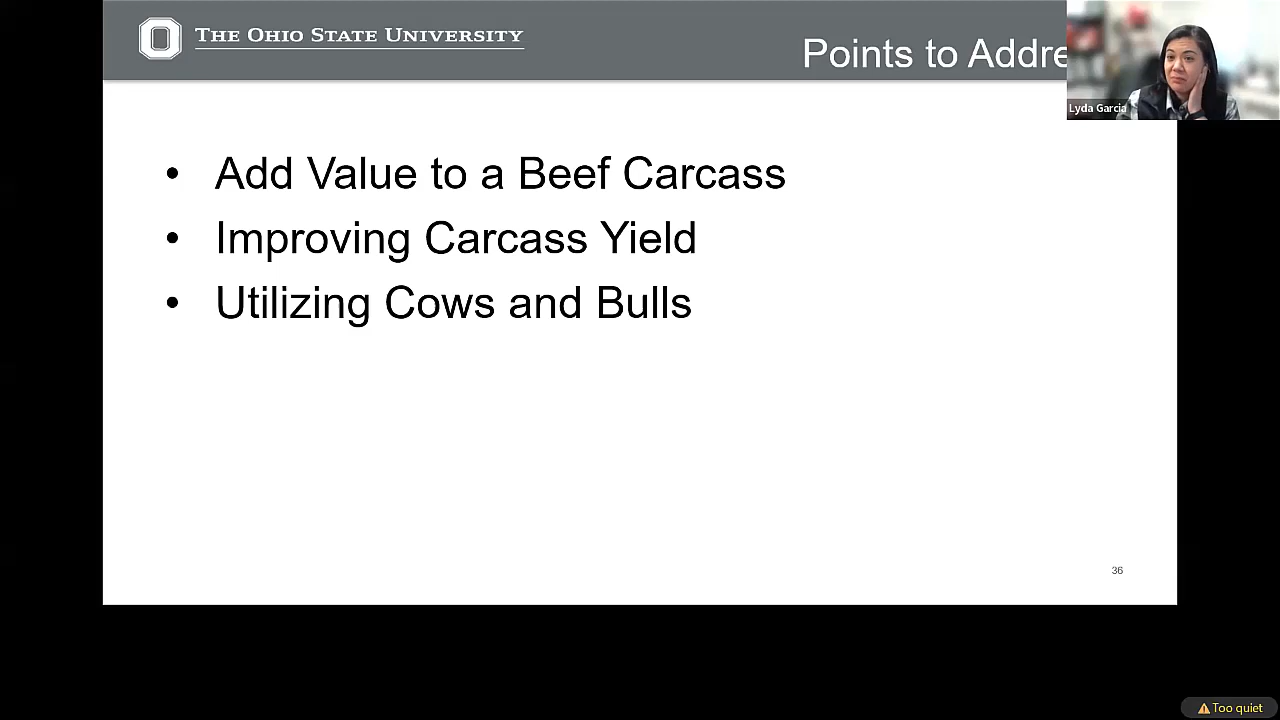 THE OHIO STATE UNIVERSITY
Points to Addre
Lyda Garcia
• Add Value to a Beef Carcass
• Improving Carcass Yield
• Utilizing Cows and Bulls
36
Too quiet